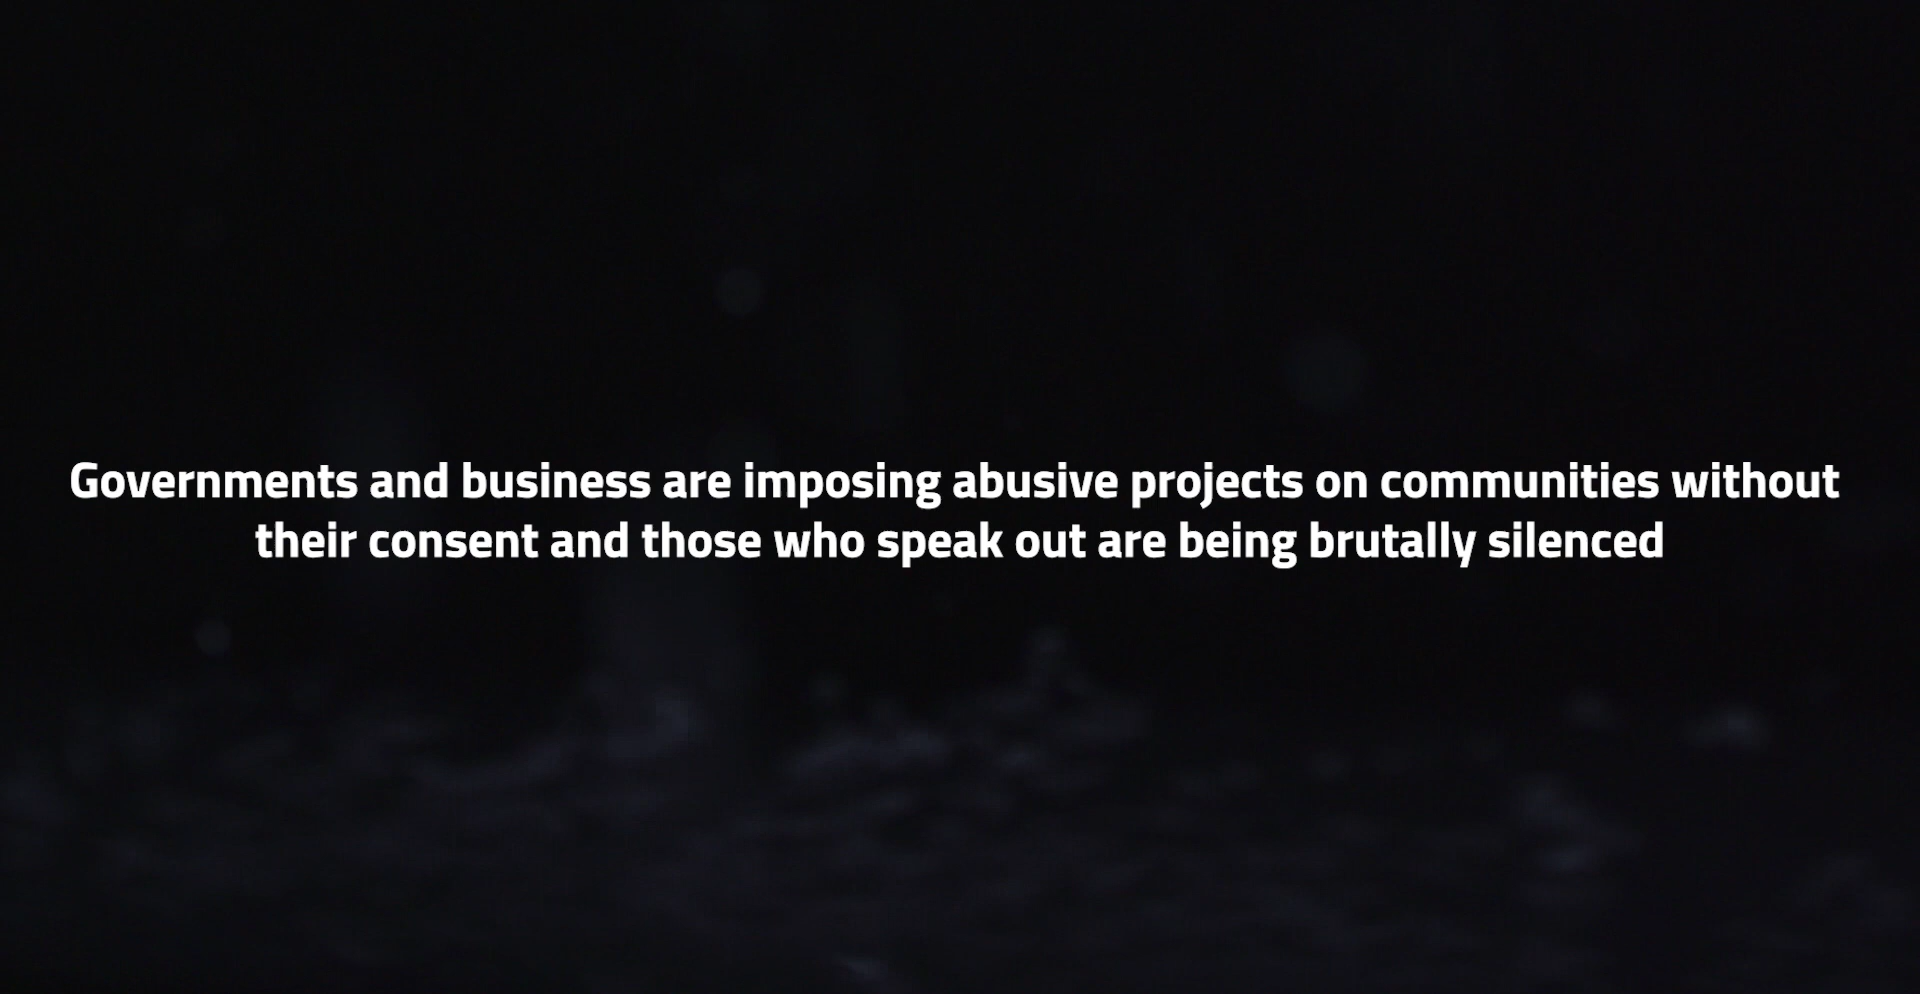 Governments and business are imposing abusive projects on communities without
their consent and those who speak out are being brutally silenced